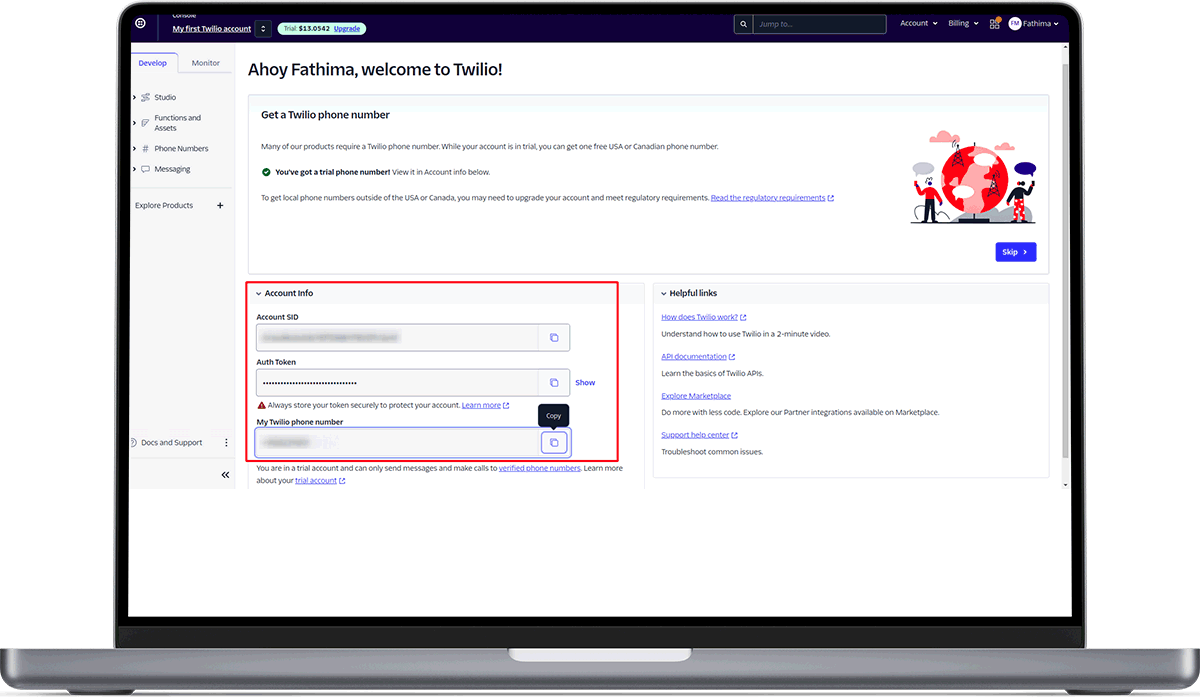 Console
My first Twilio account
Trial: $13.0542 Upgrade
Jump to...
Account
Billing
FM Fathima
Develop
Monitor
Studio
Functions and
Assets
# Phone Numbers
Messaging
Explore Products +
Docs and Support
Ahoy Fathima, welcome to Twilio!
Get a Twilio phone number
Many of our products require a Twilio phone number. While your account is in trial, you can get one free USA or Canadian phone number.
You've got a trial phone number! View it in Account info below.
To get local phone numbers outside of the USA or Canada, you may need to upgrade your account and meet regulatory requirements. Read the regulatory requirements
Skip
Account Info
Account SID
Auth Token
••••••••••••••••••••••••••••••••
Show
Always store your token securely to protect your account. Learn more
Copy
My Twilio phone number
You are in a trial account and can only send messages and make calls to verified phone numbers. Learn more
about your trial account
Helpful links
How does Twilio work?
Understand how to use Twilio in a 2-minute video.
API documentation
Learn the basics of Twilio APIs.
Explore Marketplace
Do more with less code. Explore our Partner integrations available on Marketplace.
Support help center
Troubleshoot common issues.